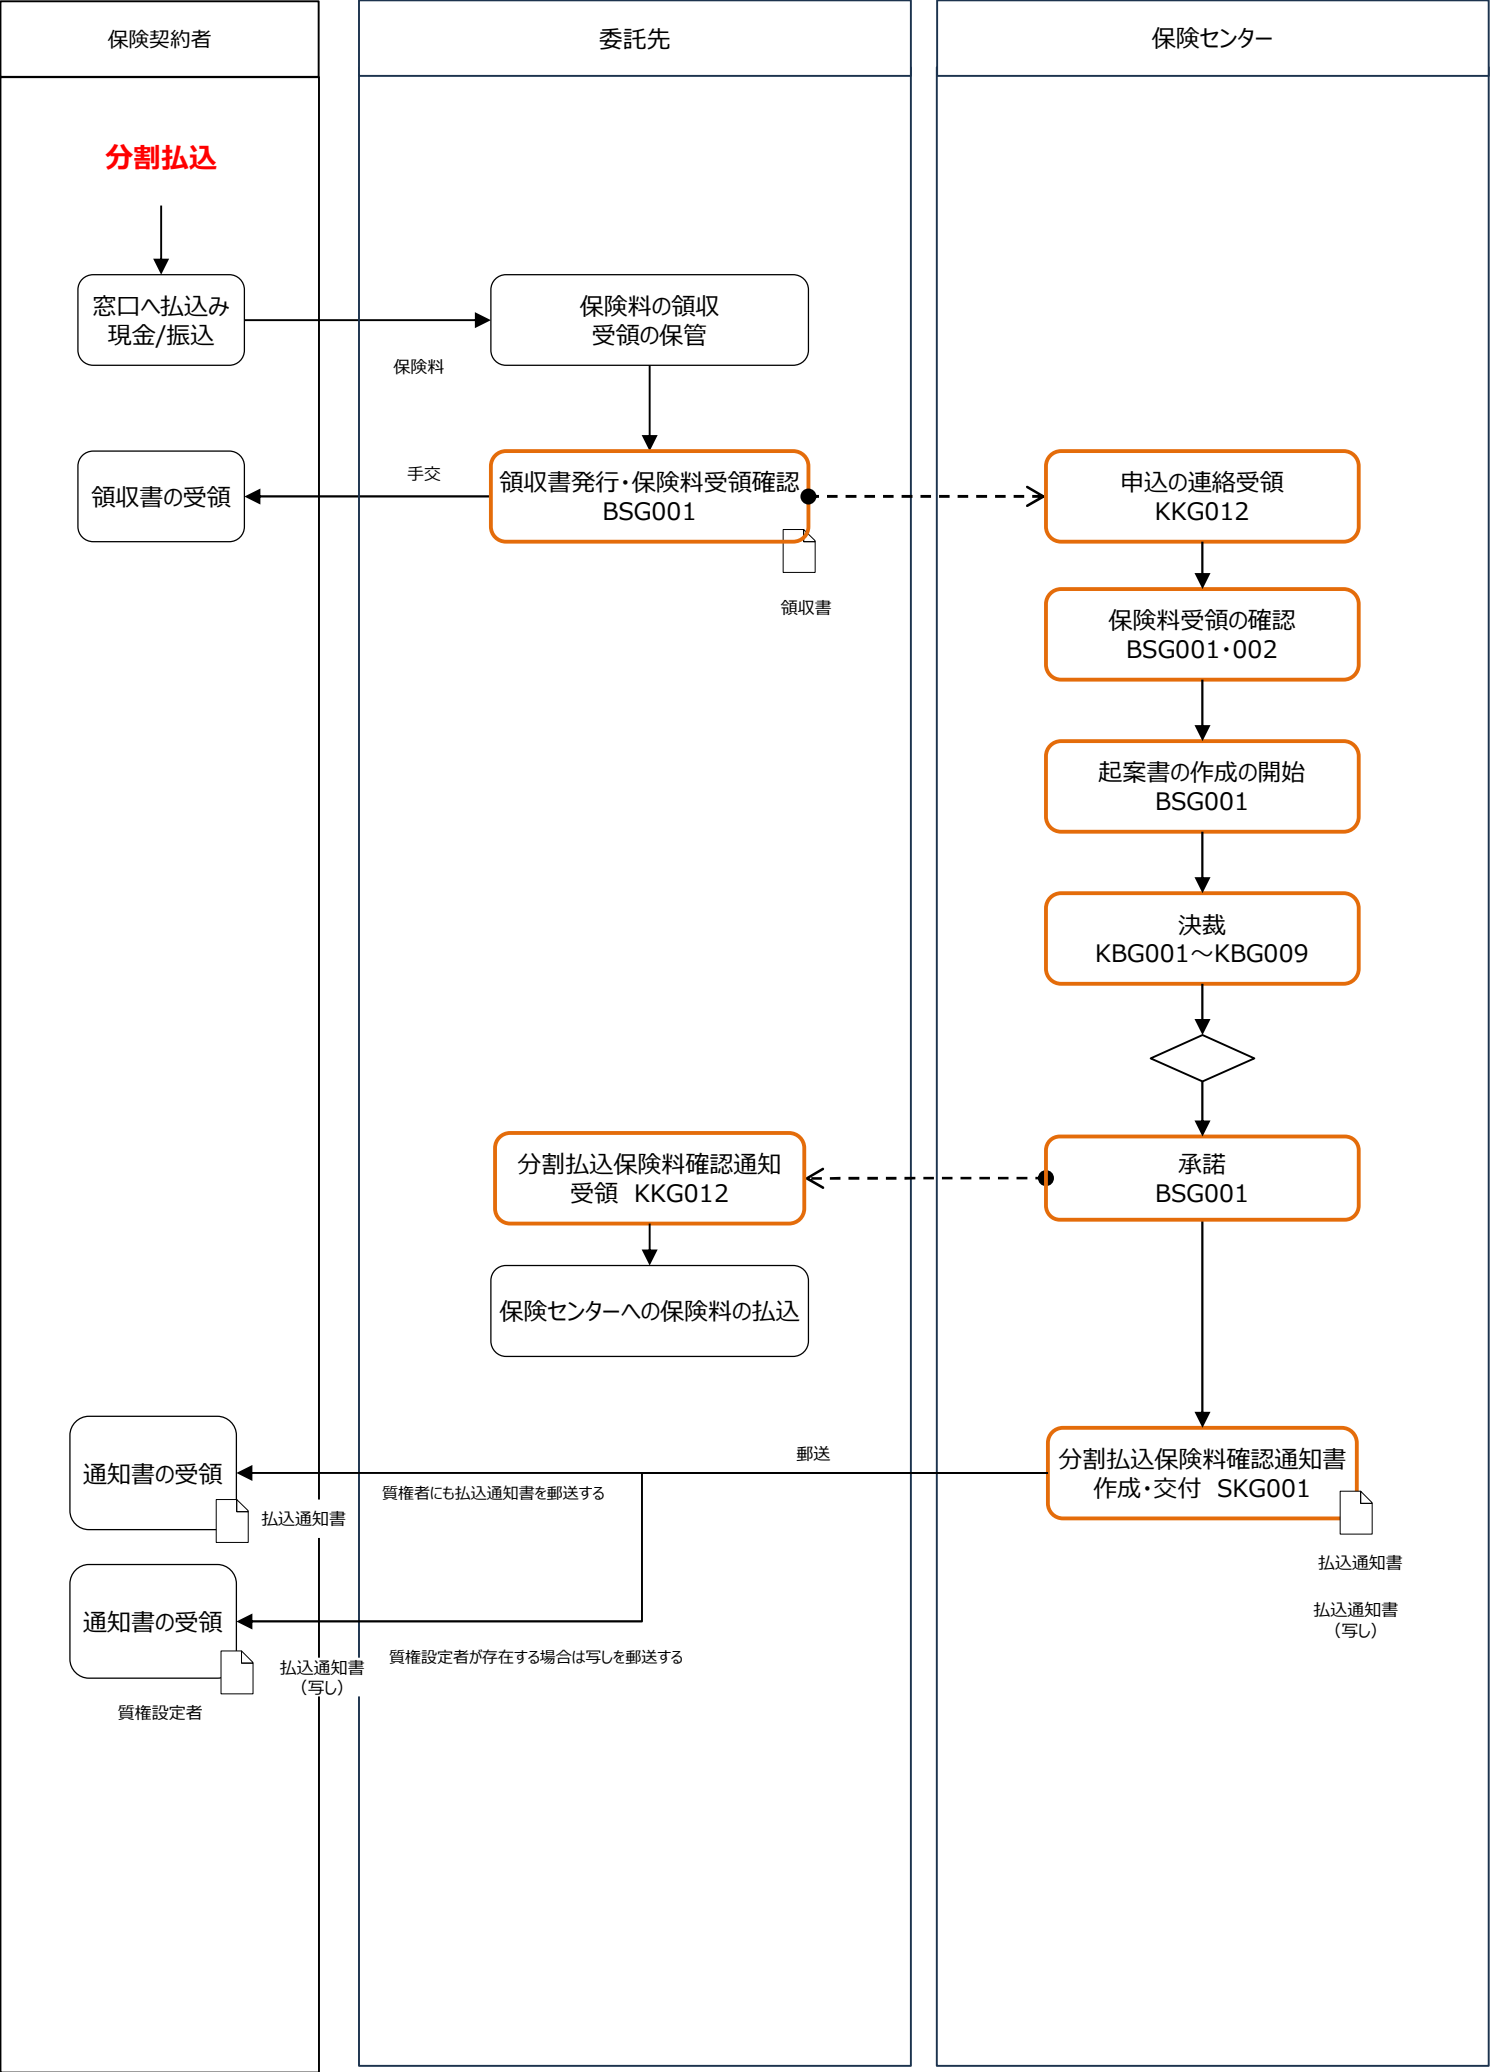 保険契約者
委託先
保険センター
分割払込
窓口へ払込み
現金/振込
保険料の領収
受領の保管
保険料
領収書の受領
手交
領収書発行・保険料受領確認
BSG001
申込の連絡受領
KKG012
領収書
保険料受領の確認
BSG001・002
起案書の作成の開始
BSG001
決裁
KBG001～KBG009
分割払込保険料確認通知
受領　KKG012
承諾
BSG001
保険センターへの保険料の払込
通知書の受領
払込通知書
郵送
質権者にも払込通知書を郵送する
分割払込保険料確認通知書
作成・交付　SKG001
払込通知書
払込通知書
（写し）
通知書の受領
払込通知書
（写し）
質権設定者が存在する場合は写しを郵送する
質権設定者